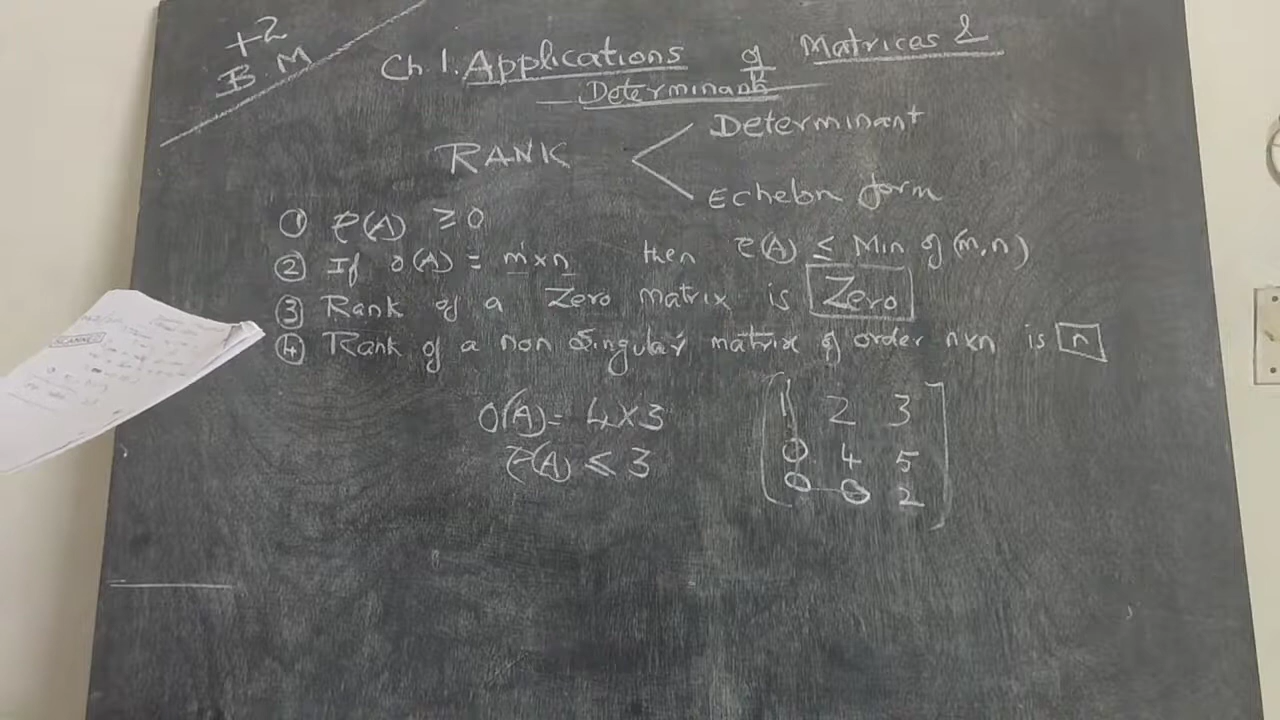 +2
B.M
Ch 1. Applications of Matrices &
Determinants
RANK
Determinant
Echelon form
① ρ(A) ≥ 0
② If O(A) = m×n then ρ(A) ≤ Min of (m,n)
③ Rank of a Zero matrix is Zero
④ Rank of a non Singular matrix of order n×n is n
O(A) = 4×3
ρ(A) ≤ 3
1 2 3
0 4 5
0 0 2
SCANNED